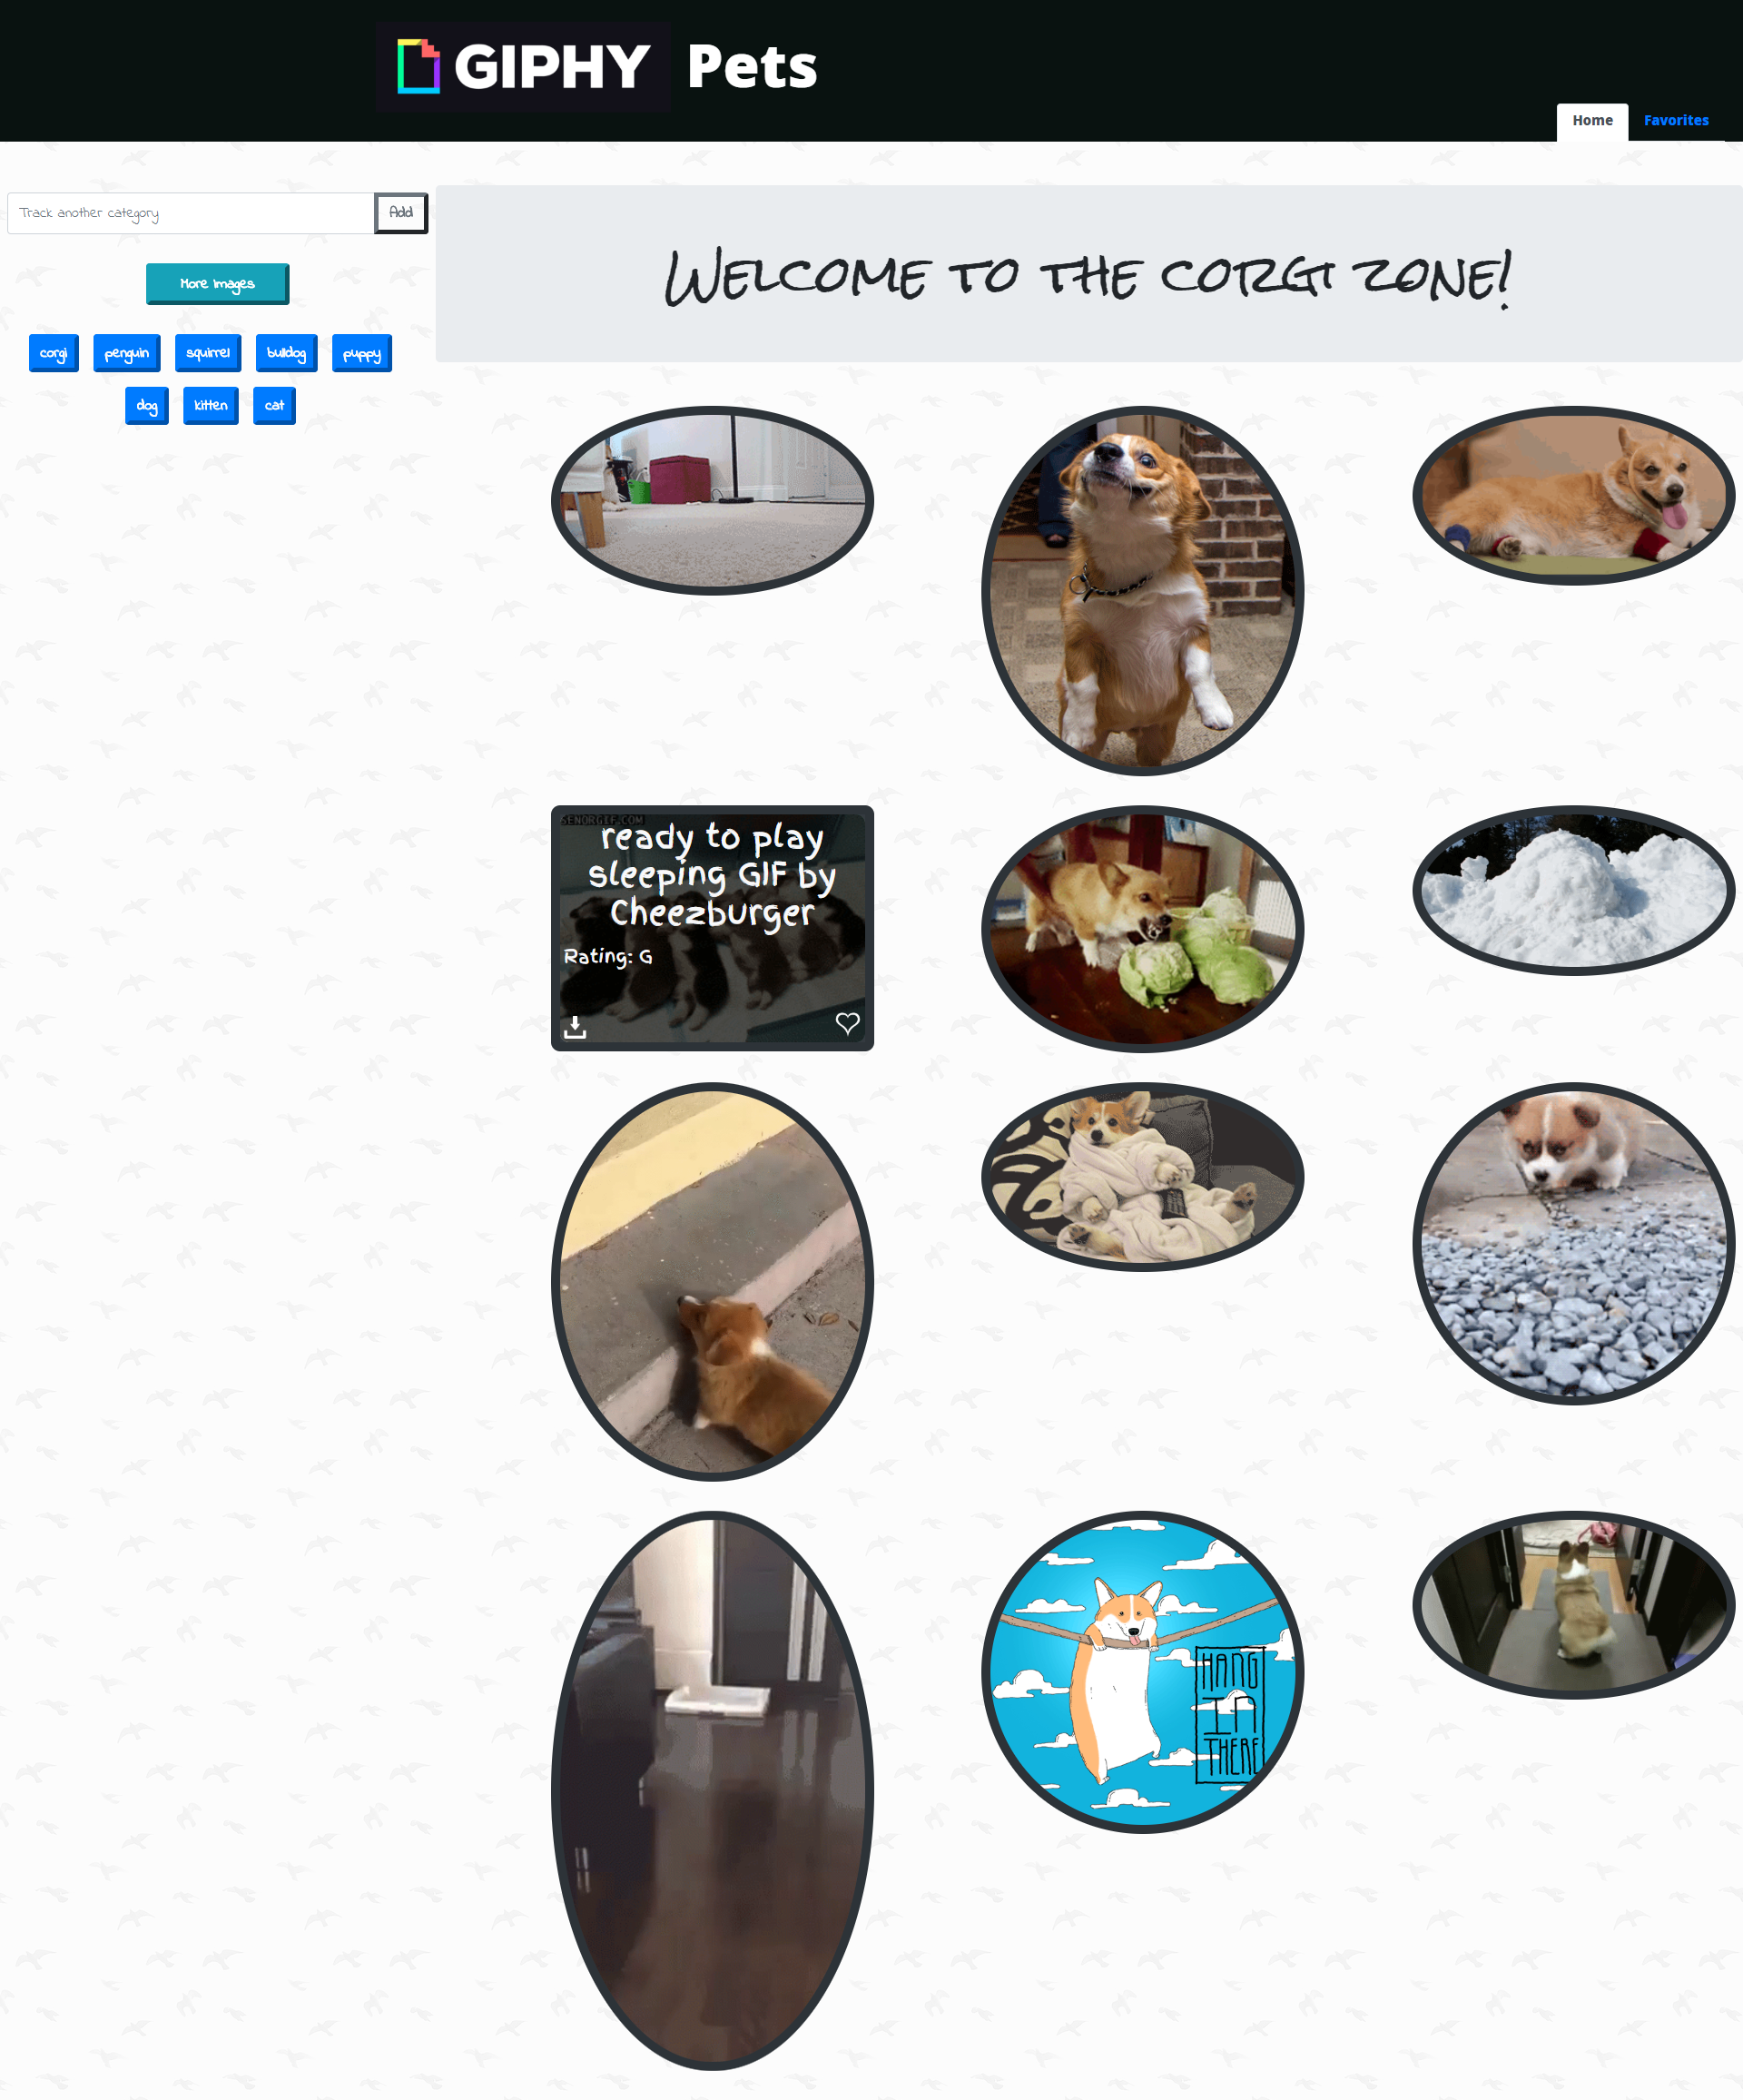 GIPHY Pets
Home Favorites
Track another category Add
More Images
corgi penguin squirrel bulldog puppy
dog kitten cat
Welcome to the corgi zone!
SENORGIF.COM
ready to play
sleeping GIF by
Cheezburger
Rating: G
HANG
IN
THERE